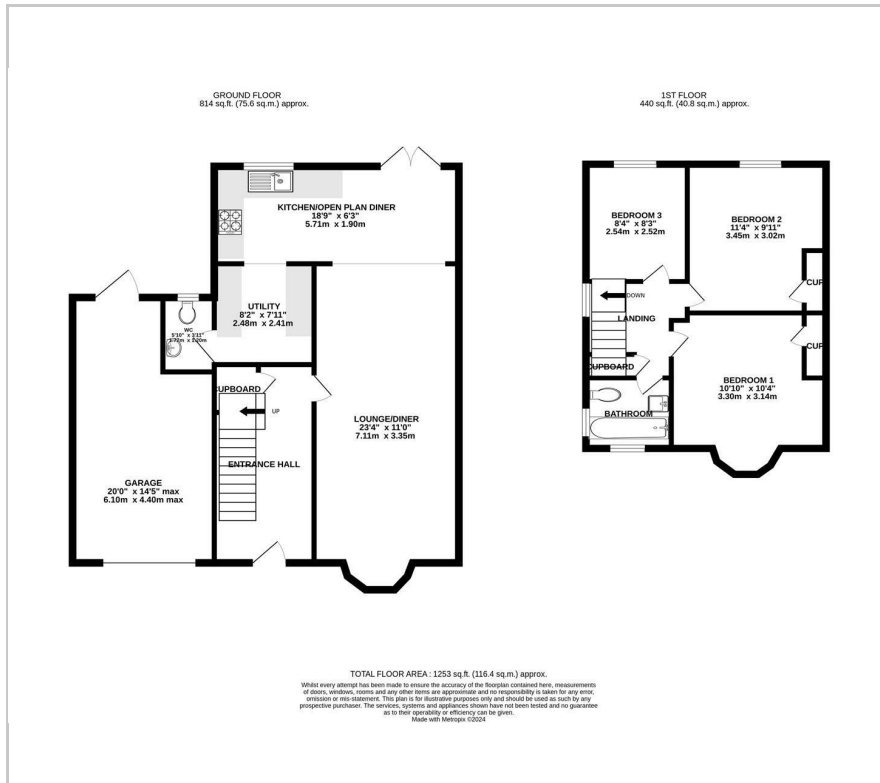 GROUND FLOOR
814 sq.ft. (75.6 sq.m.) approx.
1ST FLOOR
440 sq.ft. (40.8 sq.m.) approx.
KITCHEN/OPEN PLAN DINER
18'9" x 6'3"
5.71m x 1.90m
UTILITY
8'2" x 7'11"
2.48m x 2.41m
WC
5'10" x 3'11"
CUPBOARD
UP
ENTRANCE HALL
LOUNGE/DINER
23'4" x 11'0"
7.11m x 3.35m
GARAGE
20'0" x 14'5" max
6.10m x 4.40m max
BEDROOM 3
8'4" x 8'3"
2.54m x 2.52m
BEDROOM 2
11'4" x 9'11"
3.45m x 3.02m
CUP
DOWN
LANDING
CUP
CUPBOARD
BEDROOM 1
10'10" x 10'4"
3.30m x 3.14m
BATHROOM
TOTAL FLOOR AREA : 1253 sq.ft. (116.4 sq.m.) approx.
Whilst every attempt has been made to ensure the accuracy of the floorplan contained here, measurements
of doors, windows, rooms and any other items are approximate and no responsibility is taken for any error,
omission or mis-statement. This plan is for illustrative purposes only and should be used as such by any
prospective purchaser. The services, systems and appliances shown have not been tested and no guarantee
as to their operability or efficiency can be given.
Made with Metropix ©2024